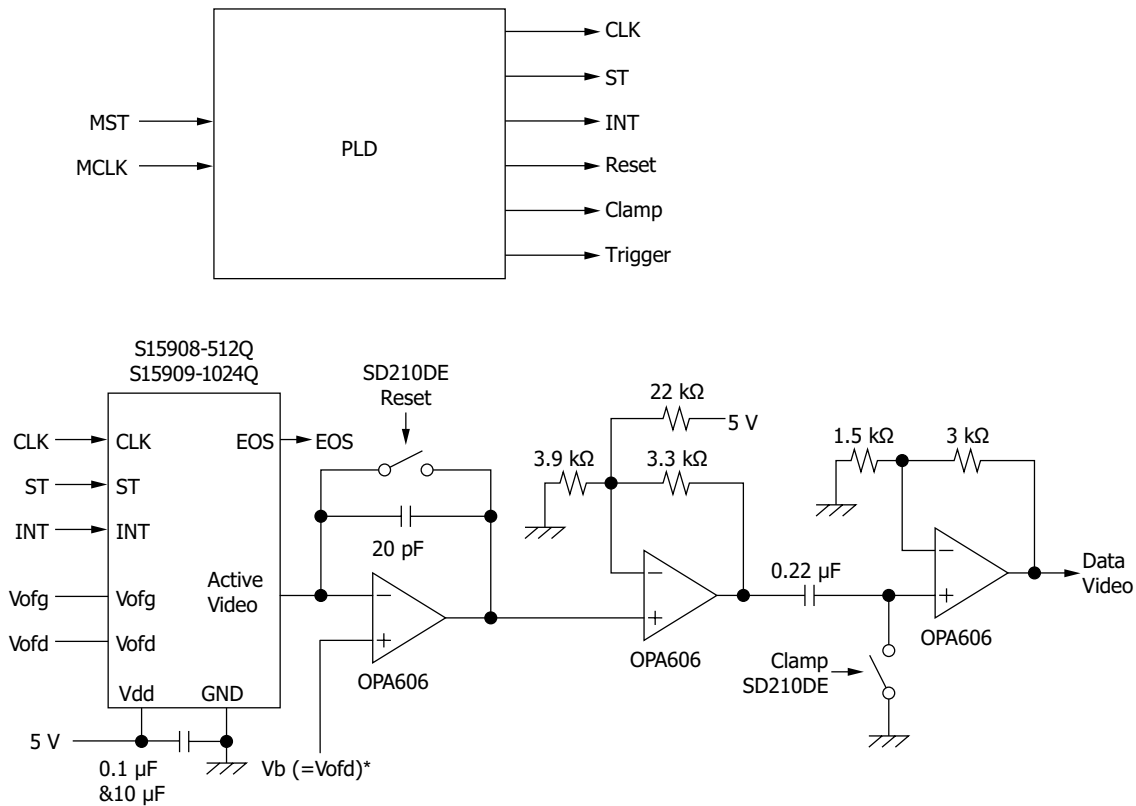 CLK
ST
MST
INT
PLD
MCLK
Reset
Clamp
Trigger
S15908-512Q
S15909-1024Q
SD210DE
Reset
22 kΩ
5 V
CLK
CLK
EOS
EOS
1.5 kΩ
3 kΩ
3.9 kΩ
3.3 kΩ
ST
ST
INT
INT
20 pF
Active
Video
−
−
−
0.22 µF
Data
Video
Vofg
Vofg
+
+
+
Vofd
Vofd
OPA606
OPA606
OPA606
Clamp
SD210DE
Vdd
GND
5 V
0.1 µF
&10 µF
Vb (=Vofd)*